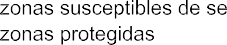 zonas susceptibles de se
zonas protegidas